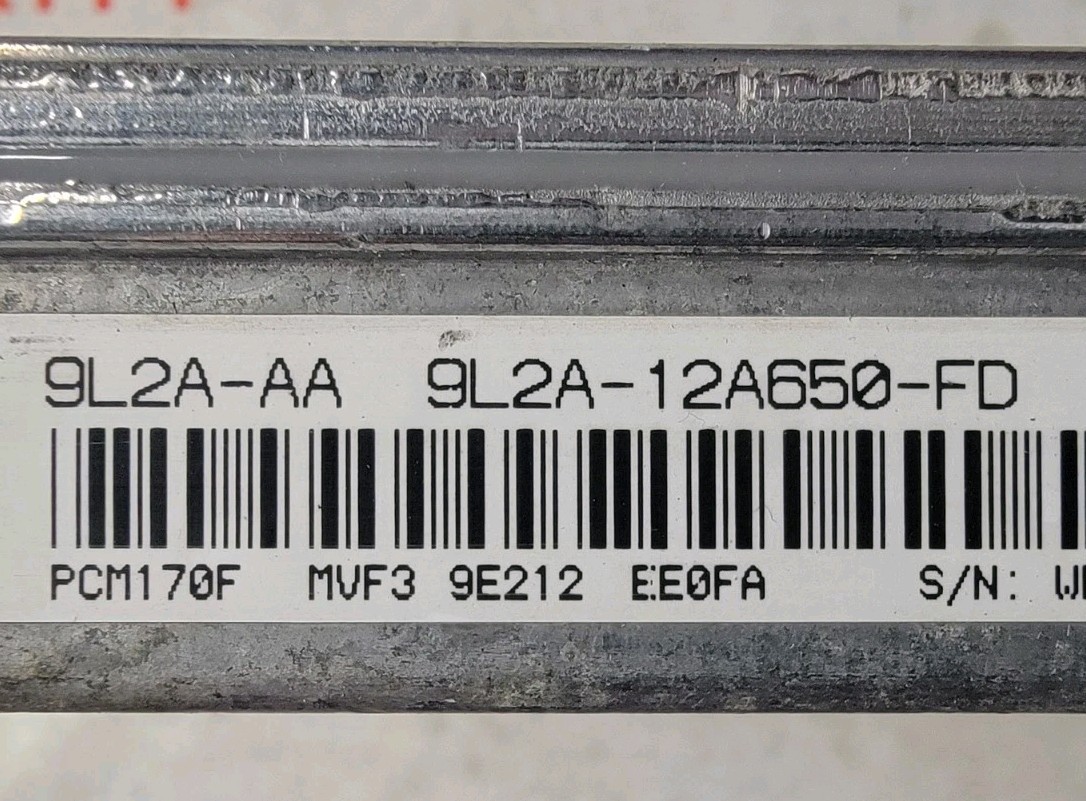 9L2A-AA 9L2A-12A650-FD
PCM170F MVF3 9E212 EE0FA S/N: